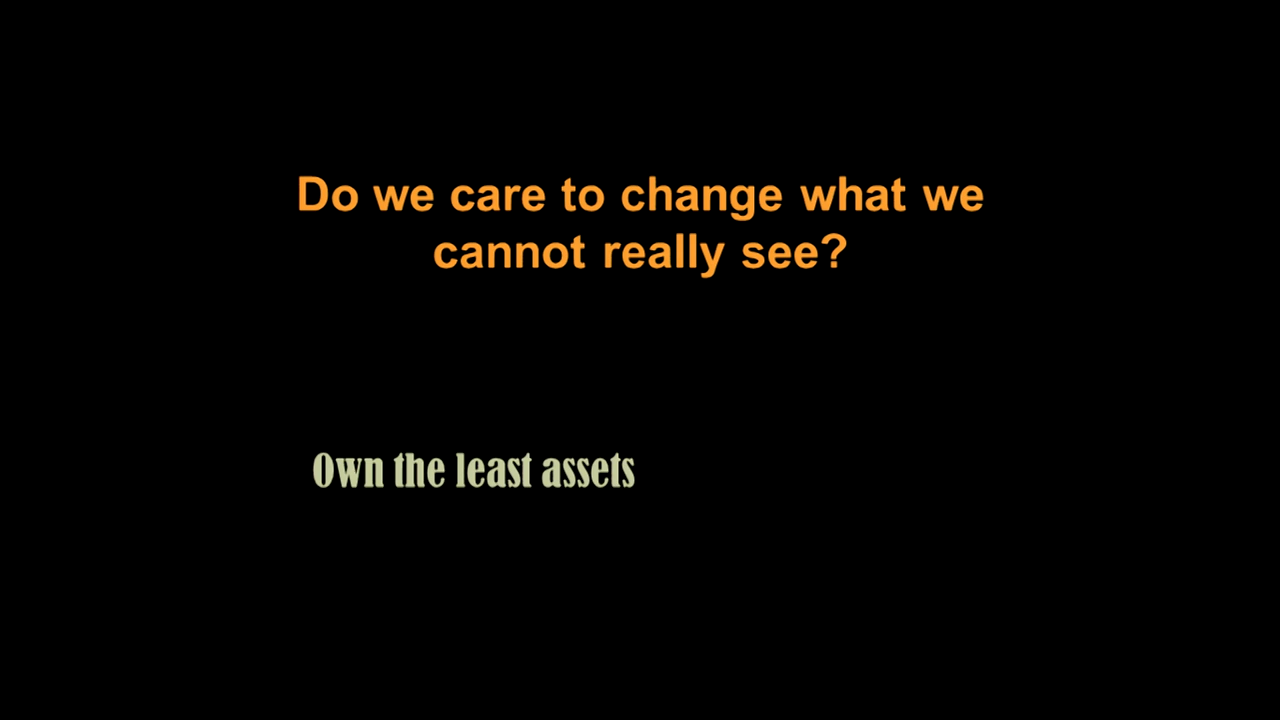 Do we care to change what we
cannot really see?
Own the least assets